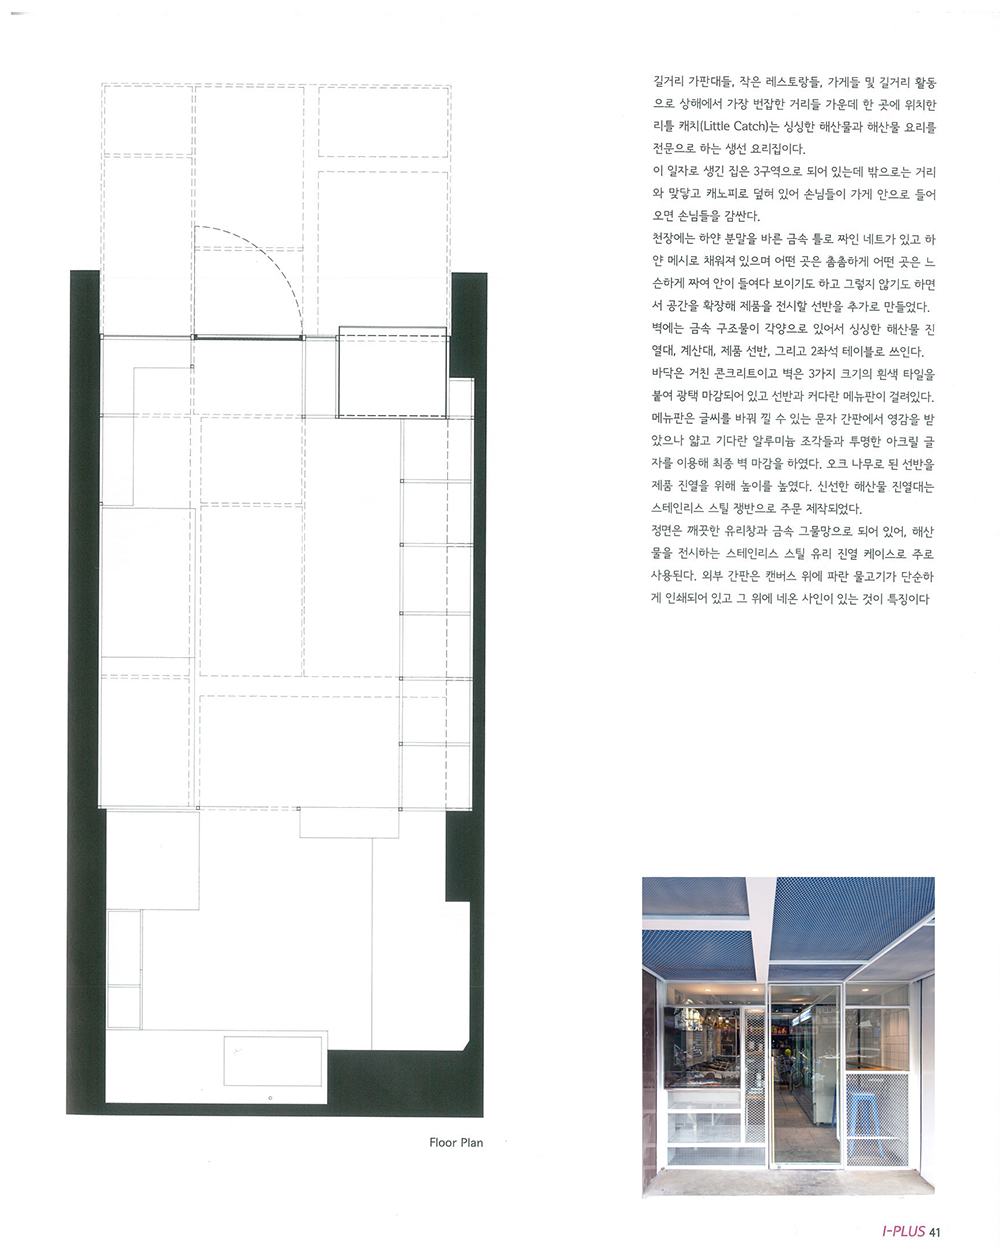 길거리 가판대들, 작은 레스토랑들, 가게들 및 길거리 활동
으로 상해에서 가장 번잡한 거리들 가운데 한 곳에 위치한
리틀 캐치(Little Catch)는 싱싱한 해산물과 해산물 요리를
전문으로 하는 생선 요리집이다.
이 일자로 생긴 집은 3구역으로 되어 있는데 밖으로는 거리
와 맞닿고 캐노피로 덮혀 있어 손님들이 가게 안으로 들어
오면 손님들을 감싼다.
천장에는 하얀 분말을 바른 금속 틀로 짜인 네트가 있고 하
얀 메시로 채워져 있으며 어떤 곳은 촘촘하게 어떤 곳은 느
슨하게 짜여 안이 들여다 보이기도 하고 그렇지 않기도 하면
서 공간을 확장해 제품을 전시할 선반을 추가로 만들었다.
벽에는 금속 구조물이 각양으로 있어서 싱싱한 해산물 진
열대, 계산대, 제품 선반, 그리고 2좌석 테이블로 쓰인다.
바닥은 거친 콘크리트이고 벽은 3가지 크기의 흰색 타일을
붙여 광택 마감되어 있고 선반과 커다란 메뉴판이 걸려있다.
메뉴판은 글씨를 바꿔 낄 수 있는 문자 간판에서 영감을 받
았으나 얇고 기다란 알루미늄 조각들과 투명한 아크릴 글
자를 이용해 최종 벽 마감을 하였다. 오크 나무로 된 선반을
제품 진열을 위해 높이를 높였다. 신선한 해산물 진열대는
스테인리스 스틸 쟁반으로 주문 제작되었다.
정면은 깨끗한 유리창과 금속 그물망으로 되어 있어, 해산
물을 전시하는 스테인리스 스틸 유리 진열 케이스로 주로
사용된다. 외부 간판은 캔버스 위에 파란 물고기가 단순하
게 인쇄되어 있고 그 위에 네온 사인이 있는 것이 특징이다
Floor Plan
I-PLUS 41